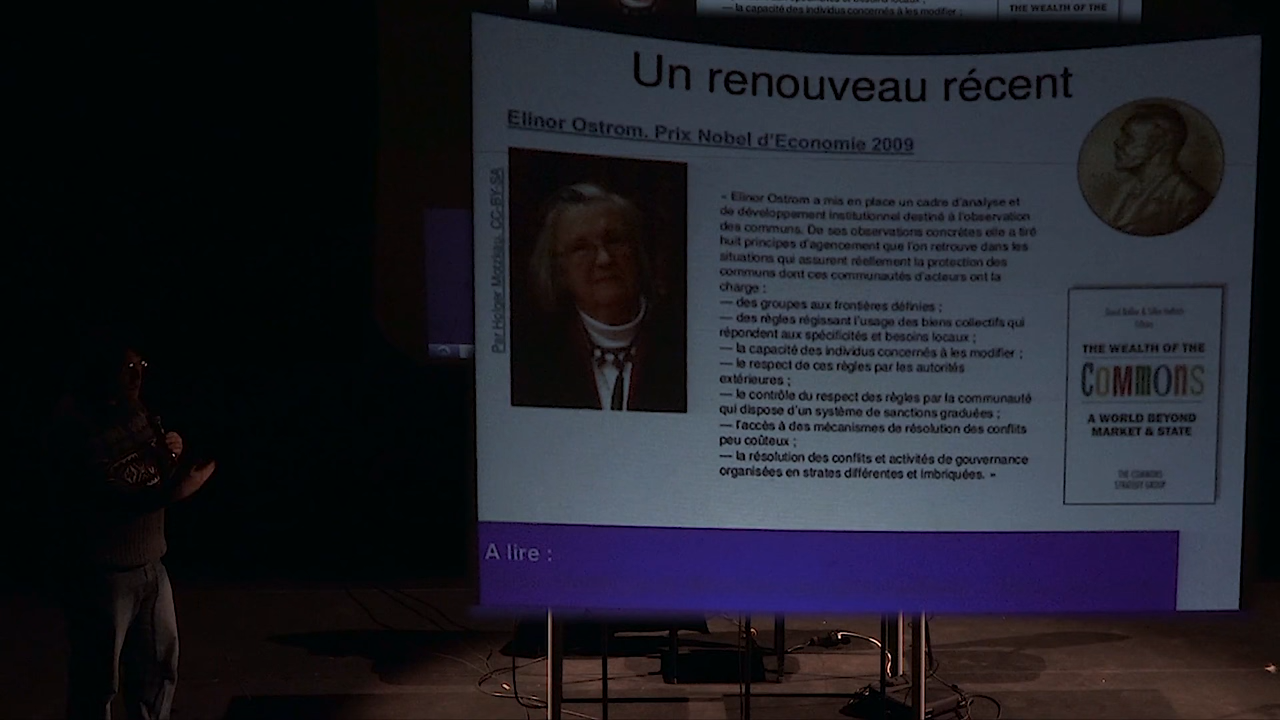 — la capacité des individus concernés à les modifier ;
THE WEALTH OF THE
Un renouveau récent
Elinor Ostrom. Prix Nobel d'Economie 2009
Par Holger Motzkau, CC-BY-SA
« Elinor Ostrom a mis en place un cadre d'analyse et
de développement institutionnel destiné à l'observation
des communs. De ses observations concrètes elle a tiré
huit principes d'agencement que l'on retrouve dans les
situations qui assurent réellement la protection des
communs dont ces communautés d'acteurs ont la
charge :
— des groupes aux frontières définies ;
— des règles régissant l'usage des biens collectifs qui
répondent aux spécificités et besoins locaux ;
— la capacité des individus concernés à les modifier ;
— le respect de ces règles par les autorités
extérieures ;
— le contrôle du respect des règles par la communauté
qui dispose d'un système de sanctions graduées ;
— l'accès à des mécanismes de résolution des conflits
peu coûteux ;
— la résolution des conflits et activités de gouvernance
organisées en strates différentes et imbriquées. »
THE WEALTH OF THE
COMMONS
A WORLD BEYOND
MARKET & STATE
THE COMMONS
STRATEGY GROUP
A lire :